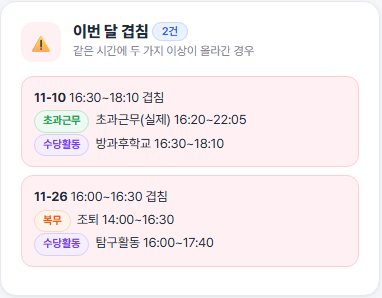 이번 달 겹침 2건
같은 시간에 두 가지 이상이 올라간 경우
11-10 16:30~18:10 겹침
초과근무 초과근무(실제) 16:20~22:05
수당활동 방과후학교 16:30~18:10
11-26 16:00~16:30 겹침
복무 조퇴 14:00~16:30
수당활동 탐구활동 16:00~17:40